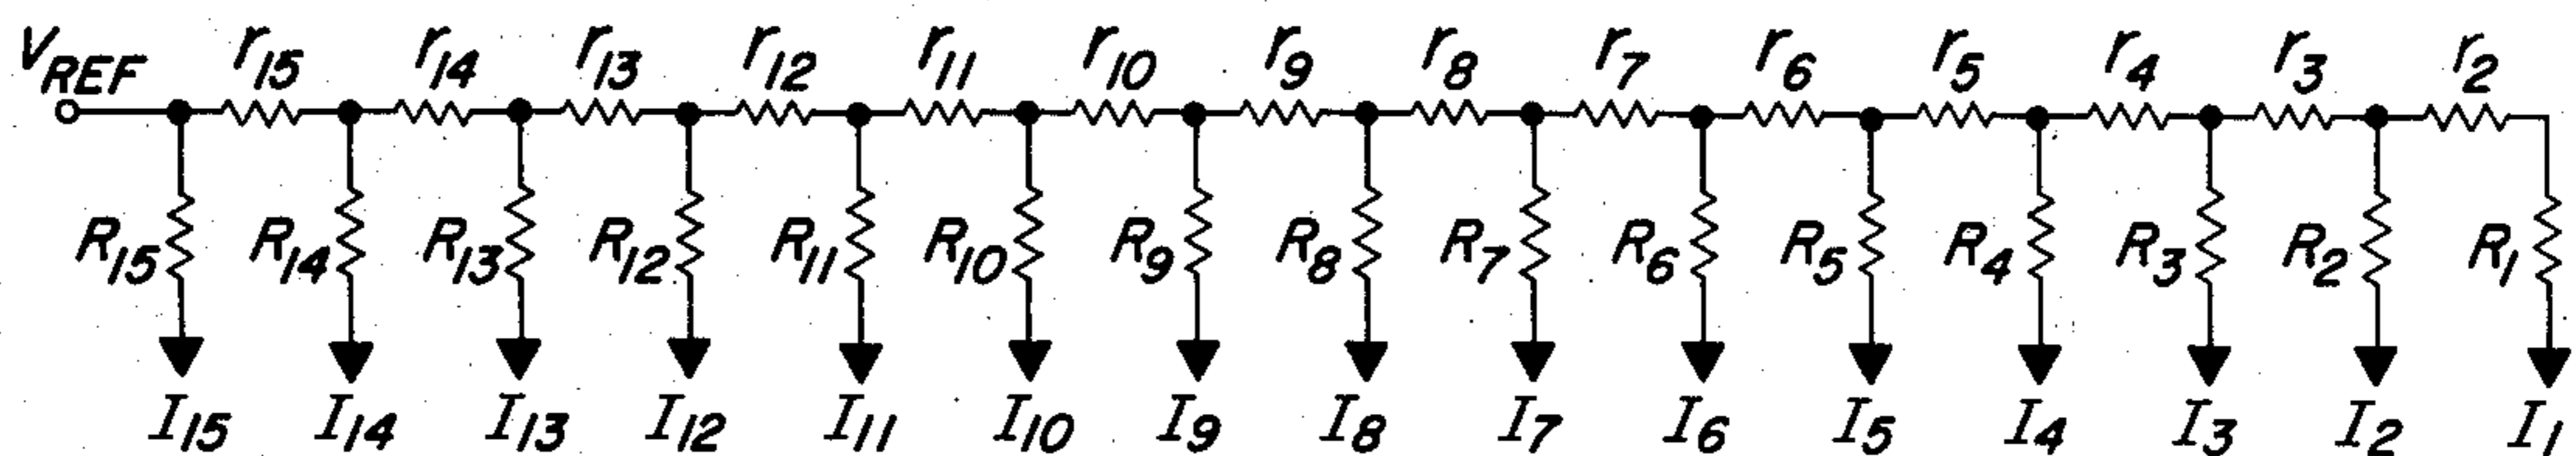 VREF r15 r14 r13 r12 r11 r10 r9 r8 r7 r6 r5 r4 r3 r2
R15 R14 R13 R12 R11 R10 R9 R8 R7 R6 R5 R4 R3 R2 R1
I15 I14 I13 I12 I11 I10 I9 I8 I7 I6 I5 I4 I3 I2 I1